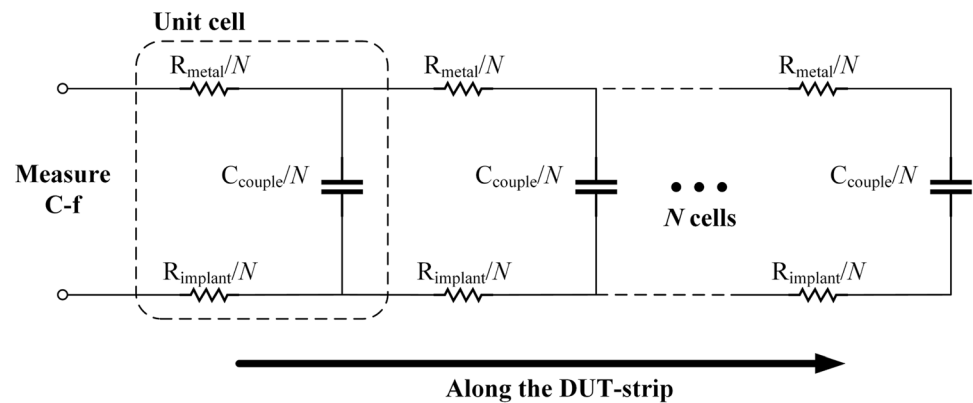 Unit cell
R_metal/N
R_metal/N
R_metal/N
Measure
C-f
C_couple/N
C_couple/N
C_couple/N
N cells
R_implant/N
R_implant/N
R_implant/N
Along the DUT-strip